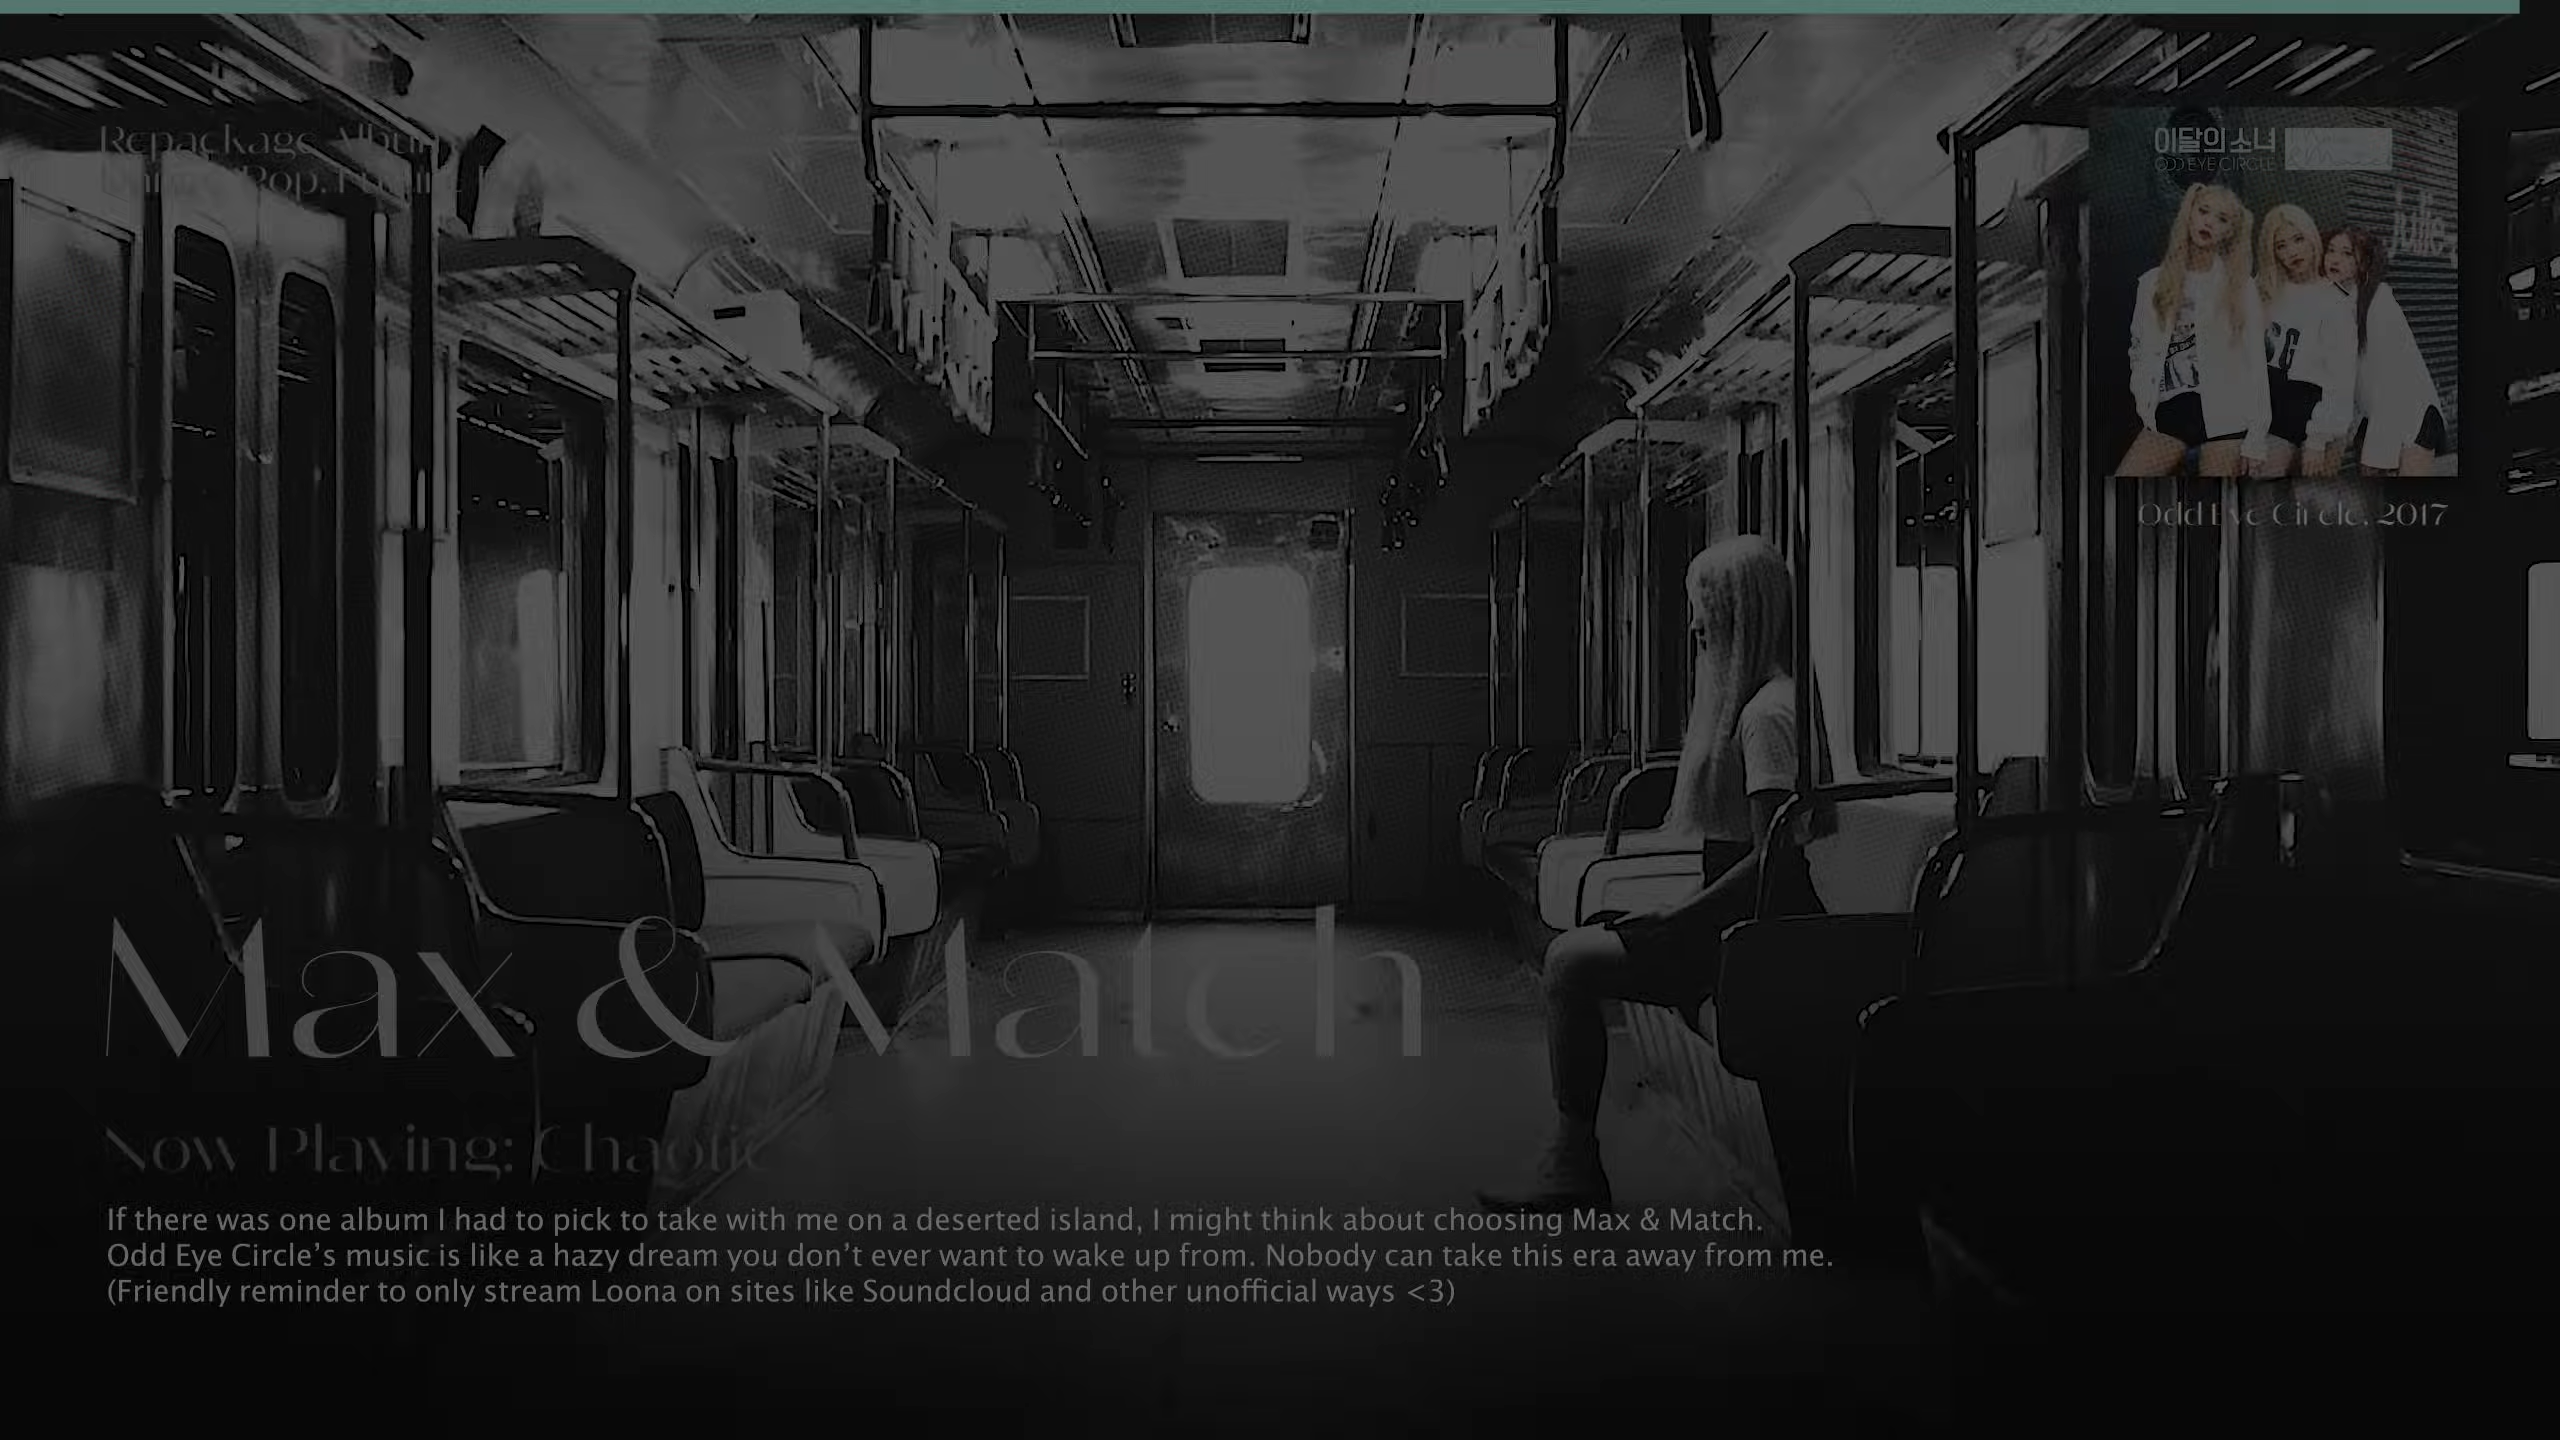 Repackage Album
Pop,
이달의 소녀
ODD EYE CIRCLE
julie
Odd Eye Circle, 2017
Max & Match
Now Playing: Chaotic
If there was one album I had to pick to take with me on a deserted island, I might think about choosing Max & Match.
Odd Eye Circle’s music is like a hazy dream you don’t ever want to wake up from. Nobody can take this era away from me.
(Friendly reminder to only stream Loona on sites like Soundcloud and other unofficial ways <3)